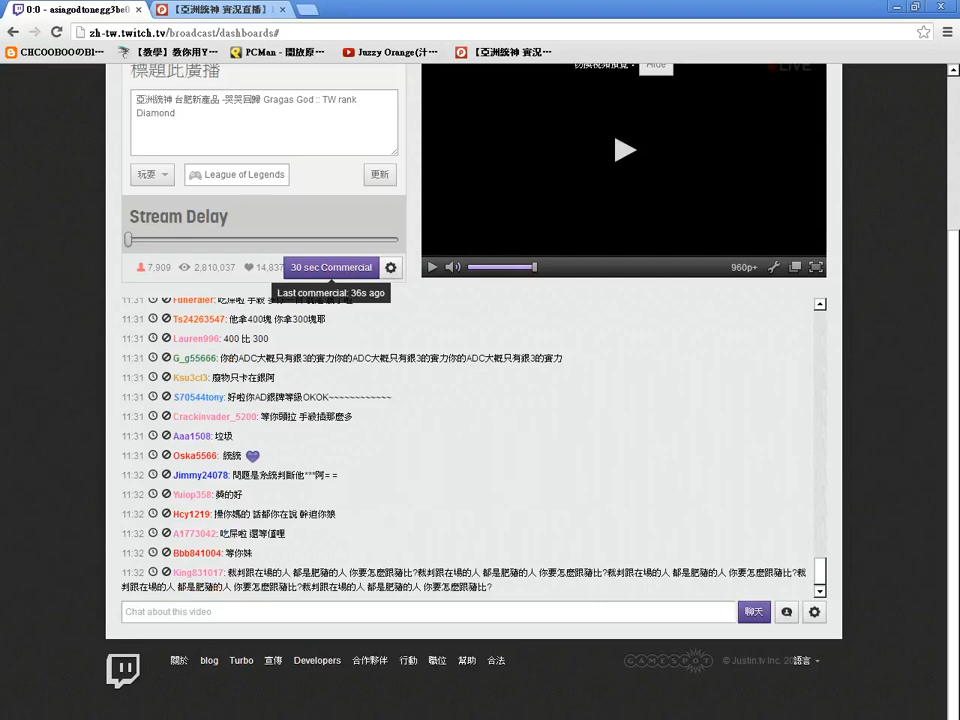 0:0 - asiagodtonegg3be0
【亞洲統神 實況直播】
zh-tw.twitch.tv/broadcast/dashboards#
CHCOOBOO のBl…
【教學】教你用Y…
PCMan - 開放原…
Juzzy Orange(汁…
【亞洲統神 實況…
標題此廣播
Hide
LIVE
亞洲統神 台肥新產品 -哭哭回歸 Gragas God :: TW rank
Diamond
玩耍
League of Legends
更新
Stream Delay
7,909
2,810,037
14,837
30 sec Commercial
960p+
Last commercial: 36s ago
11:31 Funeraler:
11:31 Ts24263547: 他拿400塊 你拿300塊耶
11:31 Lauren996: 400 比 300
11:31 G_g55666: 你的ADC大概只有銀3的實力你的ADC大概只有銀3的實力你的ADC大概只有銀3的實力
11:31 Ksu3cl3: 廢物只卡在銀阿
11:31 S70544tony: 好啦你AD銀牌等級OKOK~~~~~~~~~~~~
11:31 Crackinvader_5200: 等你頭拉 手殺插那麼多
11:31 Aaa1508: 垃圾
11:31 Oska5566: 統統
11:32 Jimmy24078: 問題是系統判斷他***阿= =
11:32 Yuiop358: 獎的好
11:32 Hcy1219: 操你媽的 話都你在說 幹迫你娘
11:32 A1773042: 吃屎啦 還等值哩
11:32 Bbb841004: 等你妹
11:32 King831017: 裁判跟在場的人 都是肥豬的人 你要怎麼跟豬比?裁判跟在場的人 都是肥豬的人 你要怎麼跟豬比?裁判跟在場的人 都是肥豬的人 你要怎麼跟豬比?裁
判跟在場的人 都是肥豬的人 你要怎麼跟豬比?裁判跟在場的人 都是肥豬的人 你要怎麼跟豬比?
Chat about this video
聊天
關於
blog
Turbo
宣傳
Developers
合作夥伴
行動
職位
幫助
合法
GAMESPOT
© Justin.tv Inc.
語言